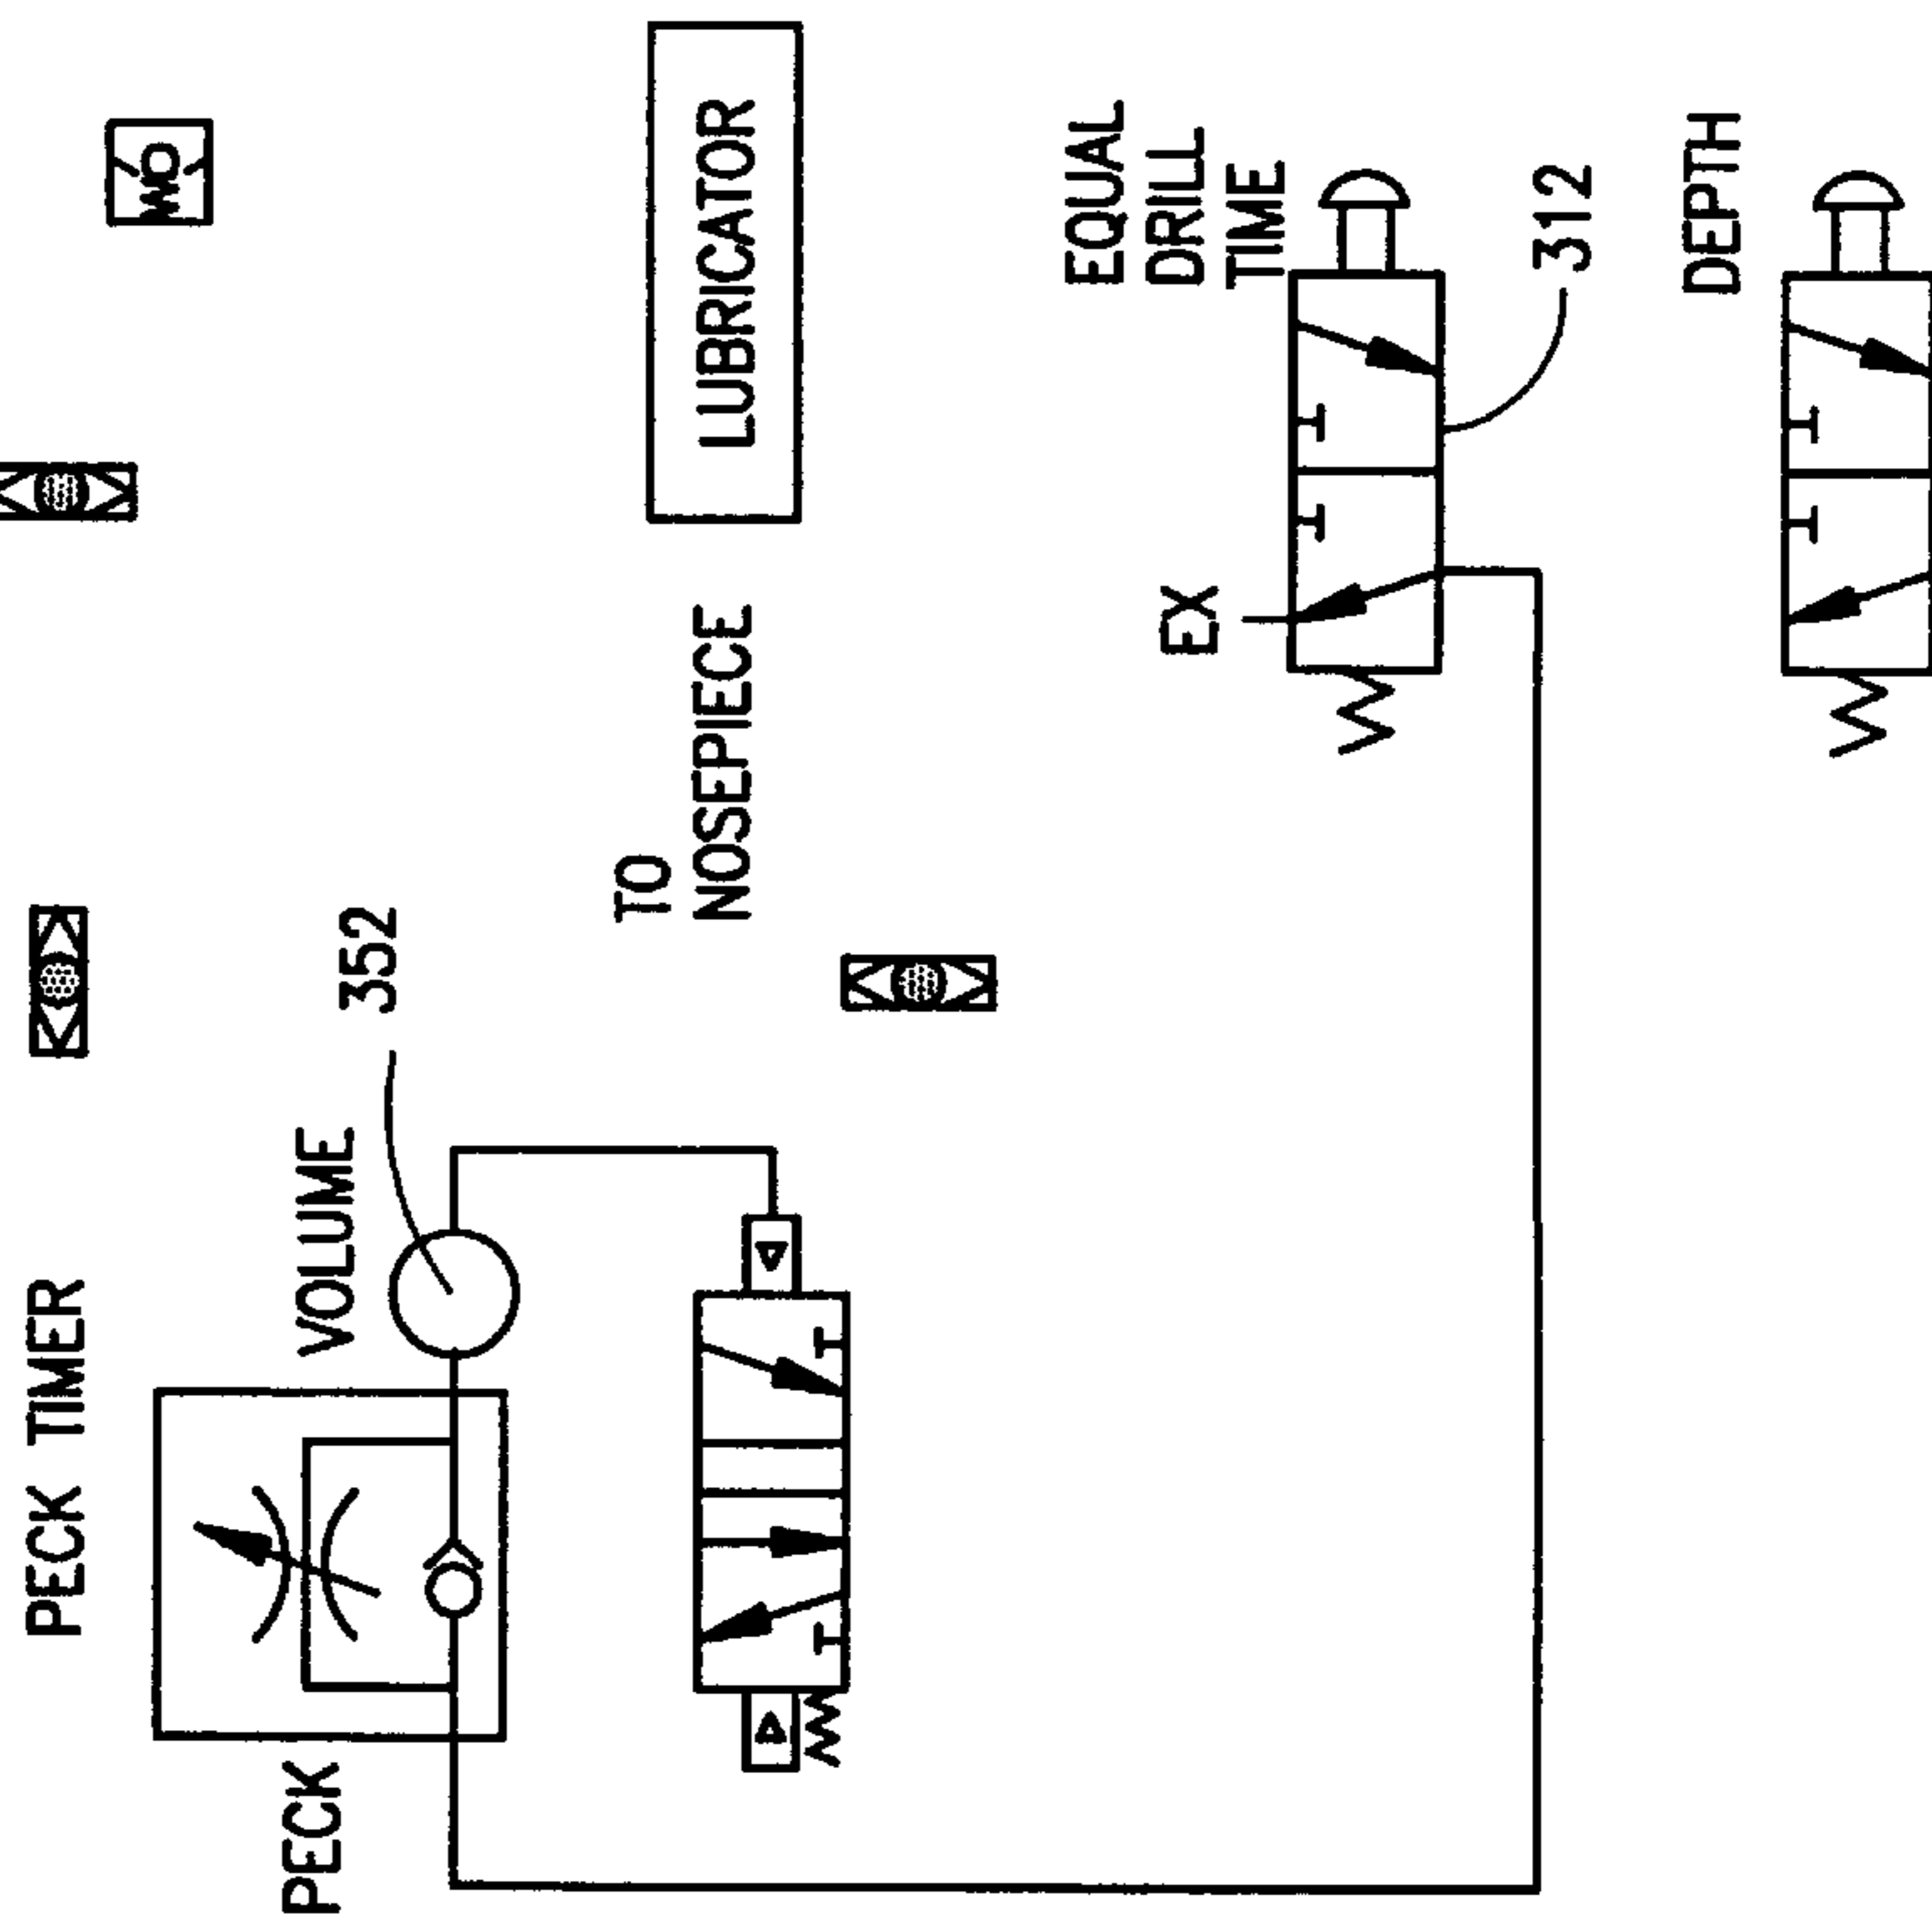 PECK TIMER
PECK
VOLUME
352
TO
NOSEPIECE
LUBRICATOR
EX
EQUAL
DRILL
TIME
312
DEPTH